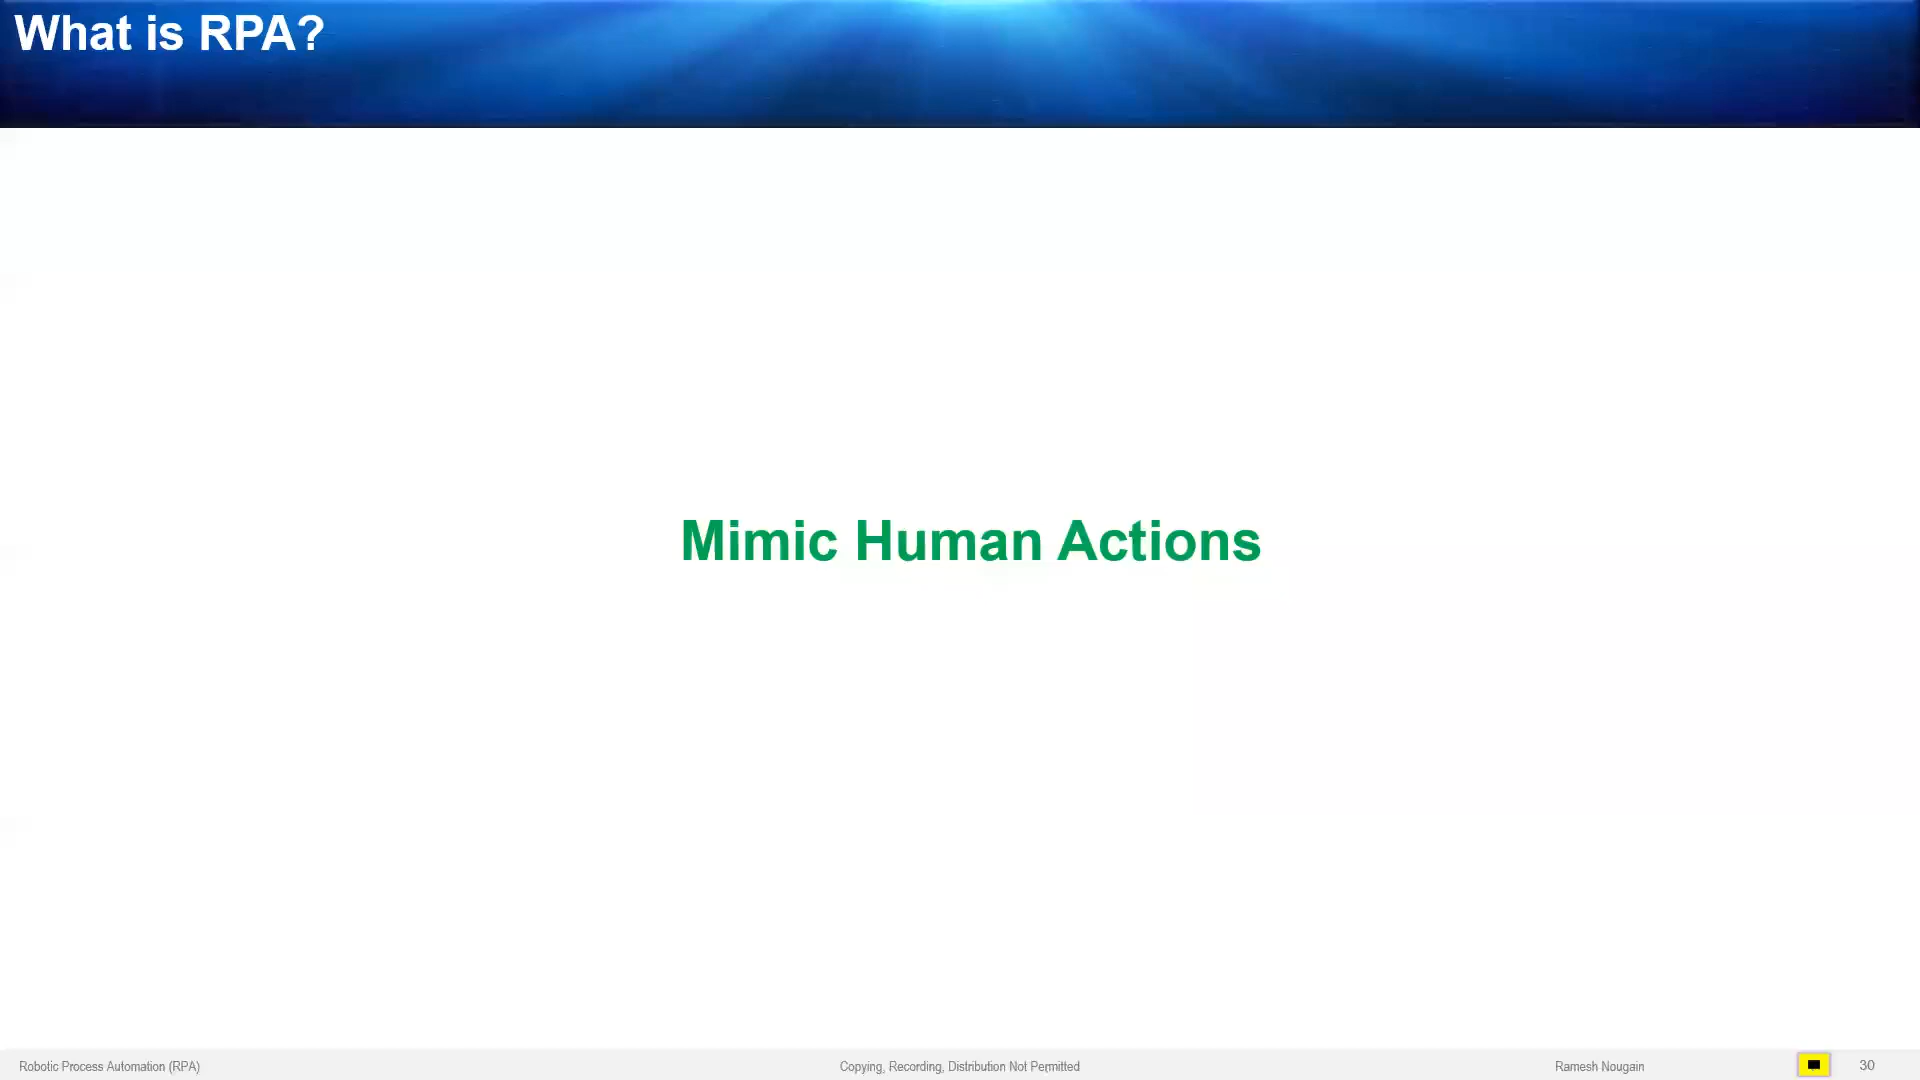 What is RPA?
Mimic Human Actions
Robotic Process Automation (RPA)
Copying, Recording, Distribution Not Permitted
Ramesh Nougain
30